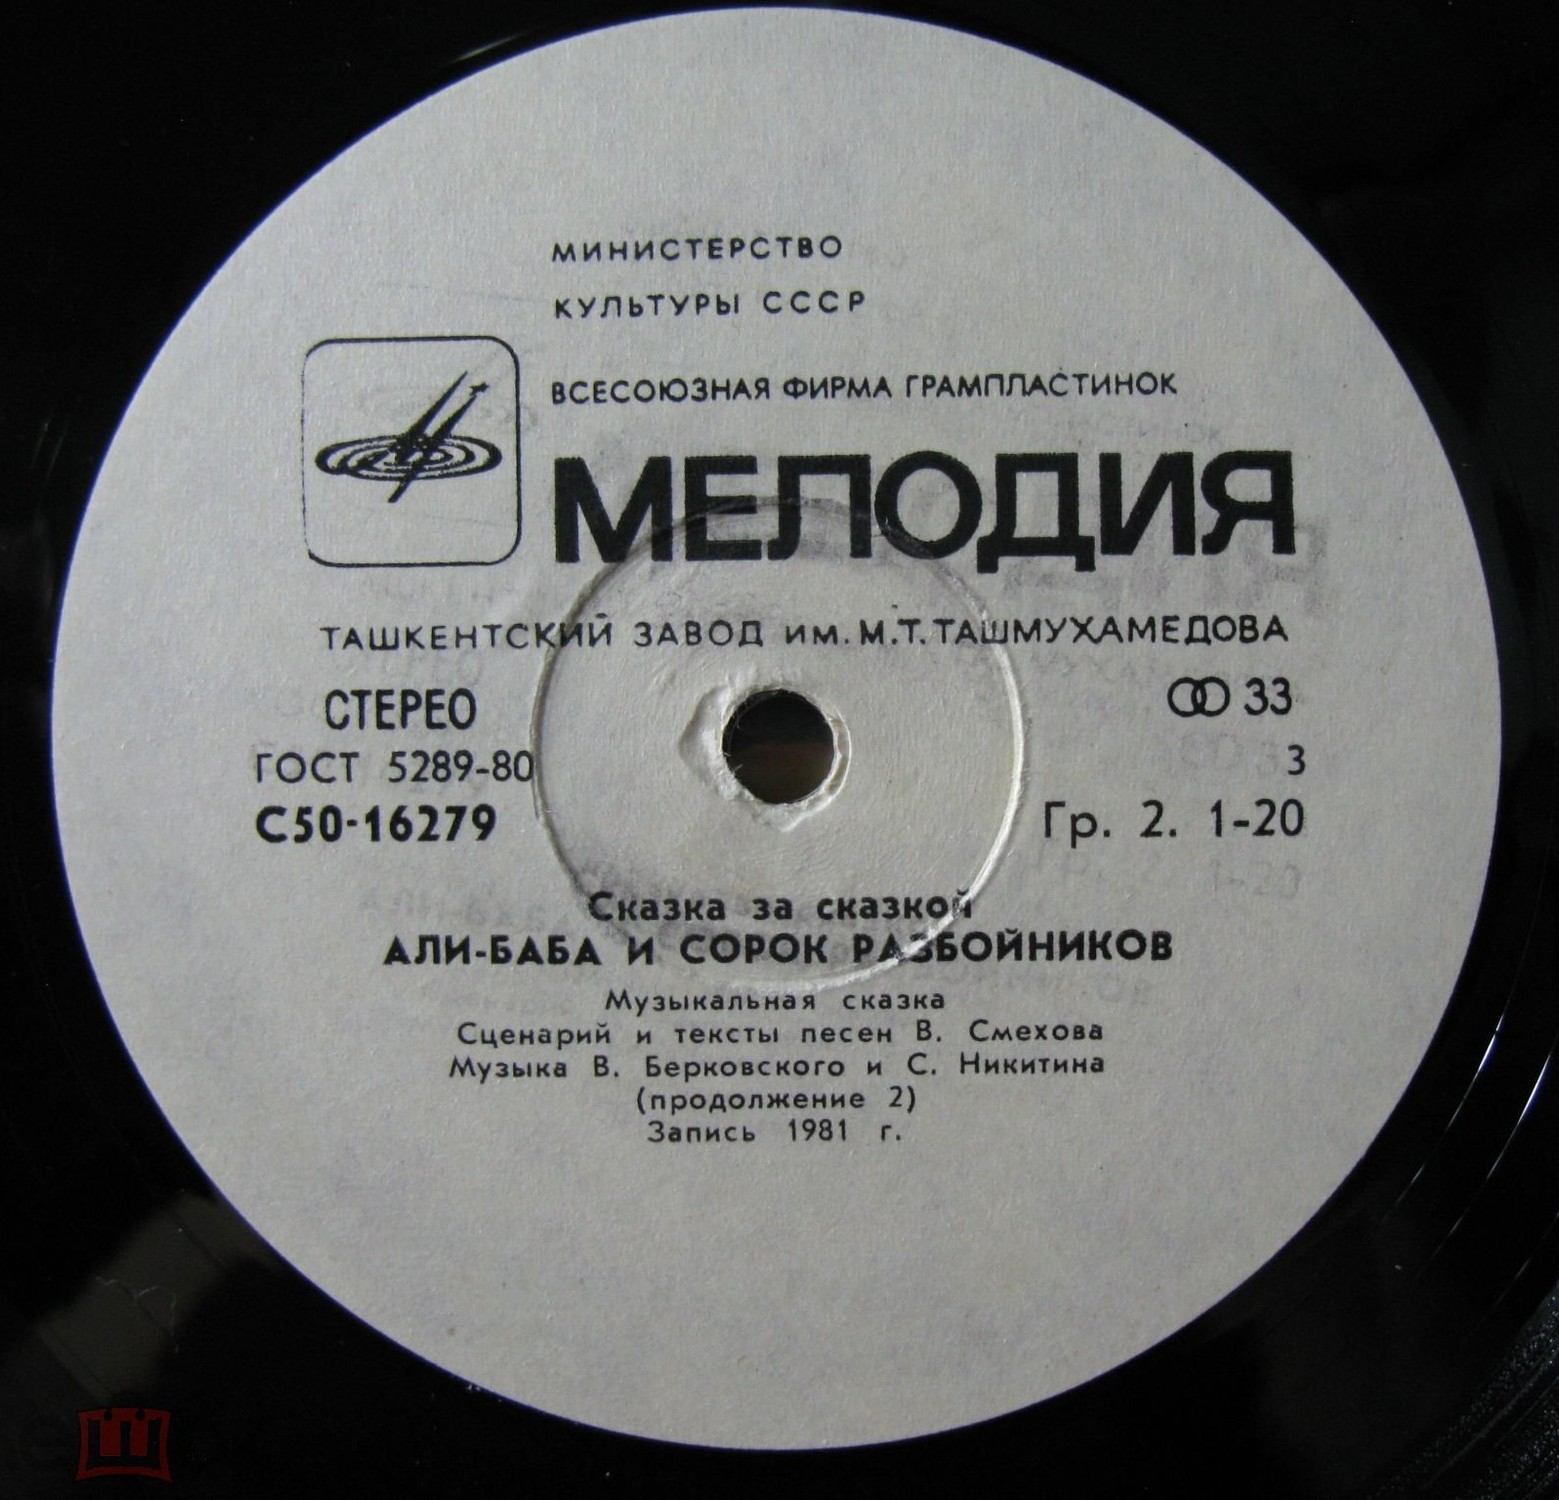 МИНИСТЕРСТВО
КУЛЬТУРЫ СССР
ВСЕСОЮЗНАЯ ФИРМА ГРАМПЛАСТИНОК
МЕЛОДИЯ
ТАШКЕНТСКИЙ ЗАВОД ИМ. М.Т. ТАШМУХАМЕДОВА
СТЕРЕО 33
ГОСТ 5289-80 3
С50-16279 Гр. 2. 1-20
Сказка за сказкой
АЛИ-БАБА И СОРОК РАЗБОЙНИКОВ
Музыкальная сказка
Сценарий и тексты песен В. Смехова
Музыка В. Берковского и С. Никитина
(продолжение 2)
Запись 1981 г.